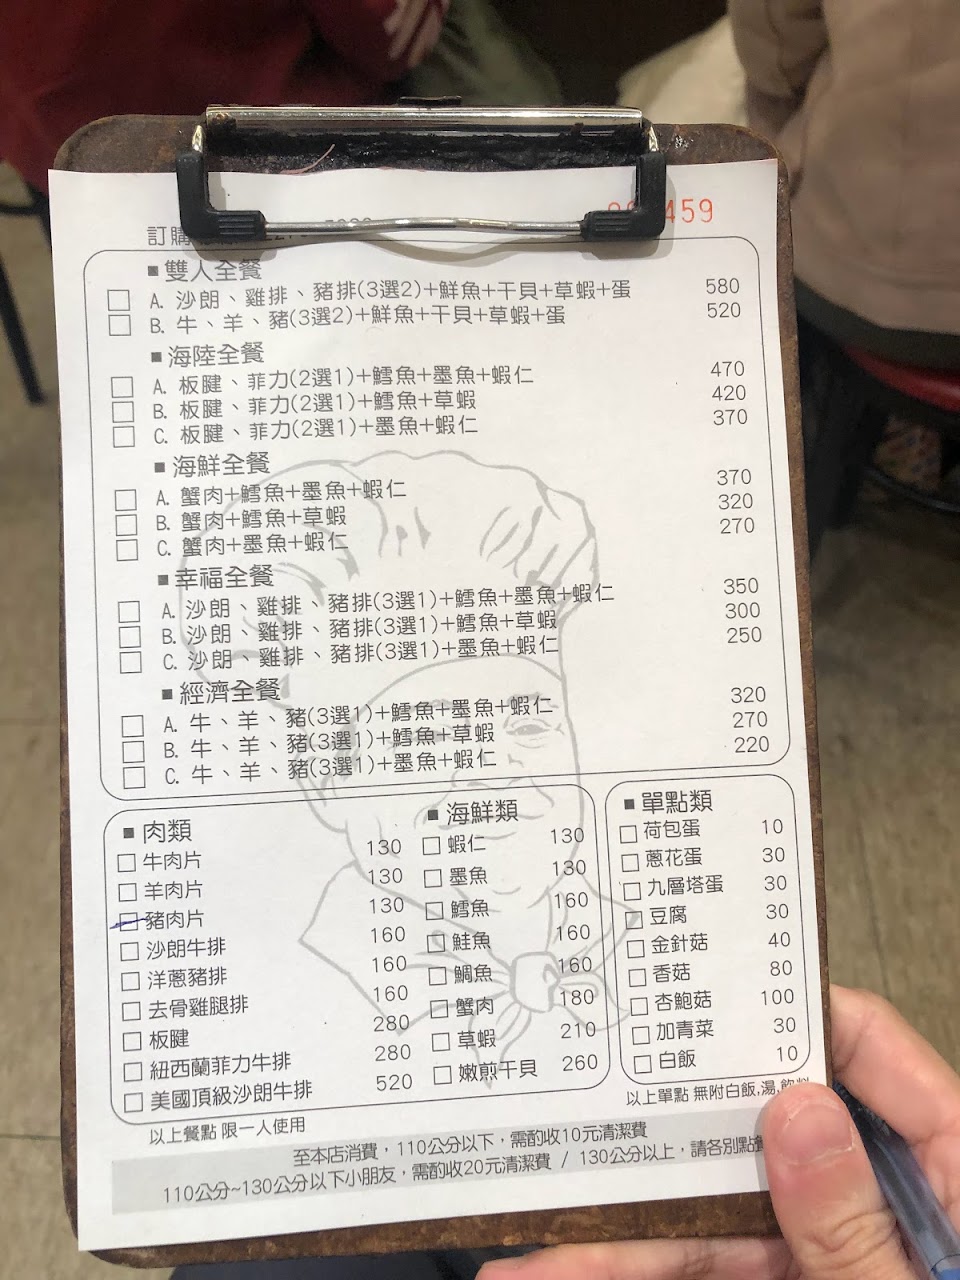 459
訂購
■雙人全餐
□ A. 沙朗、雞排、豬排(3選2)+鮮魚+干貝+草蝦+蛋 580
□ B. 牛、羊、豬(3選2)+鮮魚+干貝+草蝦+蛋 520
■海陸全餐
□ A. 板腱、菲力(2選1)+鱈魚+墨魚+蝦仁 470
□ B. 板腱、菲力(2選1)+鱈魚+草蝦 420
□ C. 板腱、菲力(2選1)+墨魚+蝦仁 370
■海鮮全餐
□ A. 蟹肉+鱈魚+墨魚+蝦仁 370
□ B. 蟹肉+鱈魚+草蝦 320
□ C. 蟹肉+墨魚+蝦仁 270
■幸福全餐
□ A. 沙朗、雞排、豬排(3選1)+鱈魚+墨魚+蝦仁 350
□ B. 沙朗、雞排、豬排(3選1)+鱈魚+草蝦 300
□ C. 沙朗、雞排、豬排(3選1)+墨魚+蝦仁 250
■經濟全餐
□ A. 牛、羊、豬(3選1)+鱈魚+墨魚+蝦仁 320
□ B. 牛、羊、豬(3選1)+鱈魚+草蝦 270
□ C. 牛、羊、豬(3選1)+墨魚+蝦仁 220
■肉類
□牛肉片 130
□羊肉片 130
□豬肉片 130
□沙朗牛排 160
□洋蔥豬排 160
□去骨雞腿排 160
□板腱 280
□紐西蘭菲力牛排 280
□美國頂級沙朗牛排 520
■海鮮類
□蝦仁 130
□墨魚 130
□鱈魚 160
□鮭魚 160
□鯛魚 160
□蟹肉 180
□草蝦 210
□嫩煎干貝 260
■單點類
□荷包蛋 10
□蔥花蛋 30
□九層塔蛋 30
□豆腐 30
□金針菇 40
□香菇 80
□杏鮑菇 100
□加青菜 30
□白飯 10
以上餐點 限一人使用
以上單點 無附白飯,湯,飲料
至本店消費，110公分以下，需酌收10元清潔費
110公分~130公分以下小朋友，需酌收20元清潔費 / 130公分以上，請各別點餐